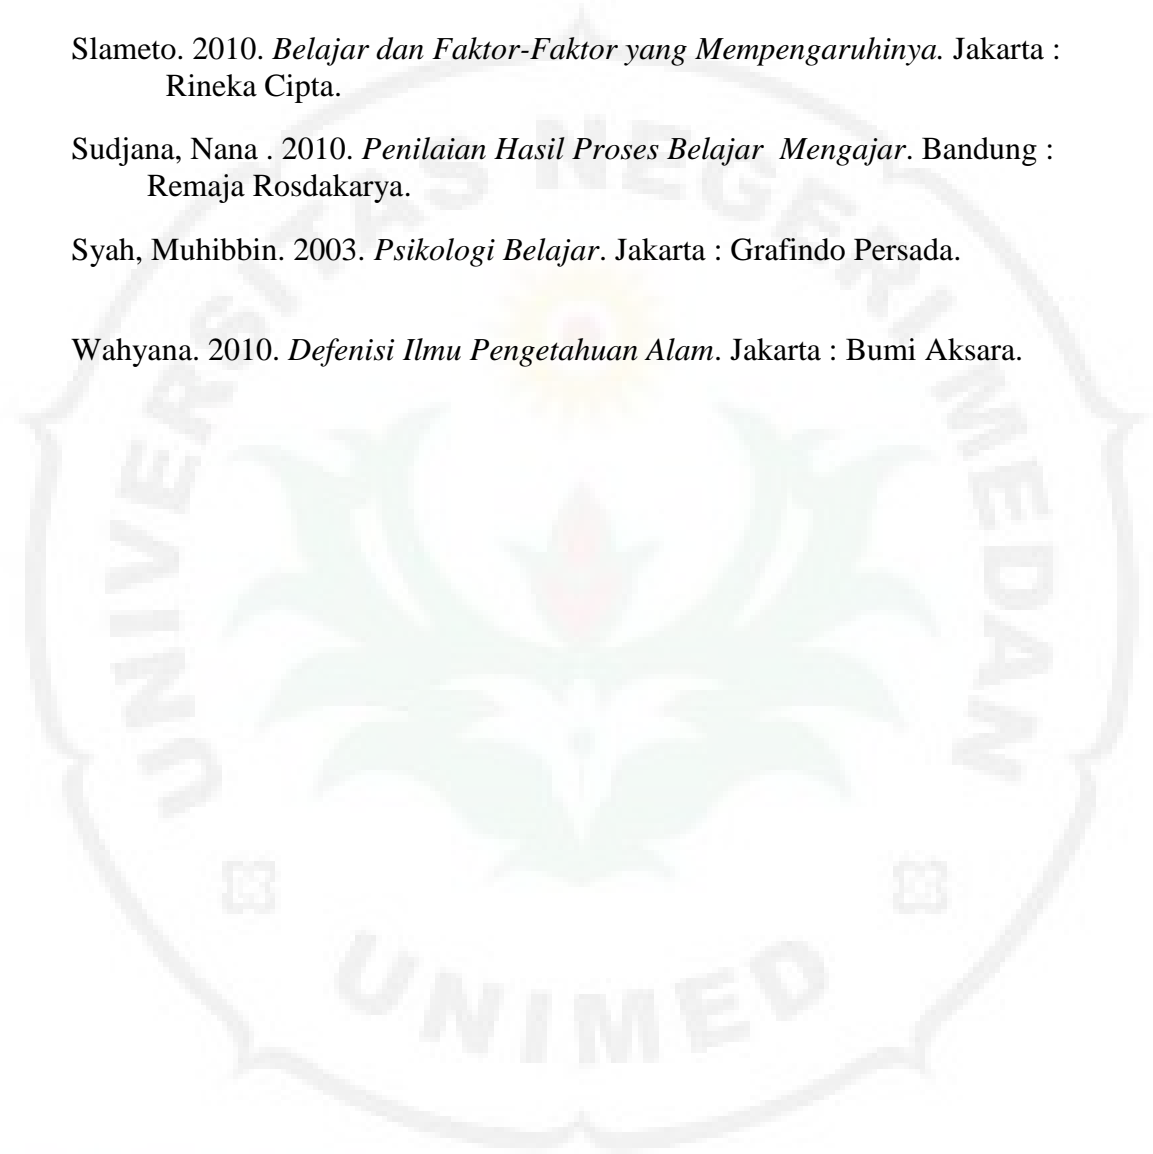 Slameto. 2010. Belajar dan Faktor-Faktor yang Mempengaruhinya. Jakarta :
Rineka Cipta.
Sudjana, Nana . 2010. Penilaian Hasil Proses Belajar  Mengajar. Bandung :
Remaja Rosdakarya.
Syah, Muhibbin. 2003. Psikologi Belajar. Jakarta : Grafindo Persada.
Wahyana. 2010. Defenisi Ilmu Pengetahuan Alam. Jakarta : Bumi Aksara.
UNIVERSITAS NEGERI MEDAN
UNIMED